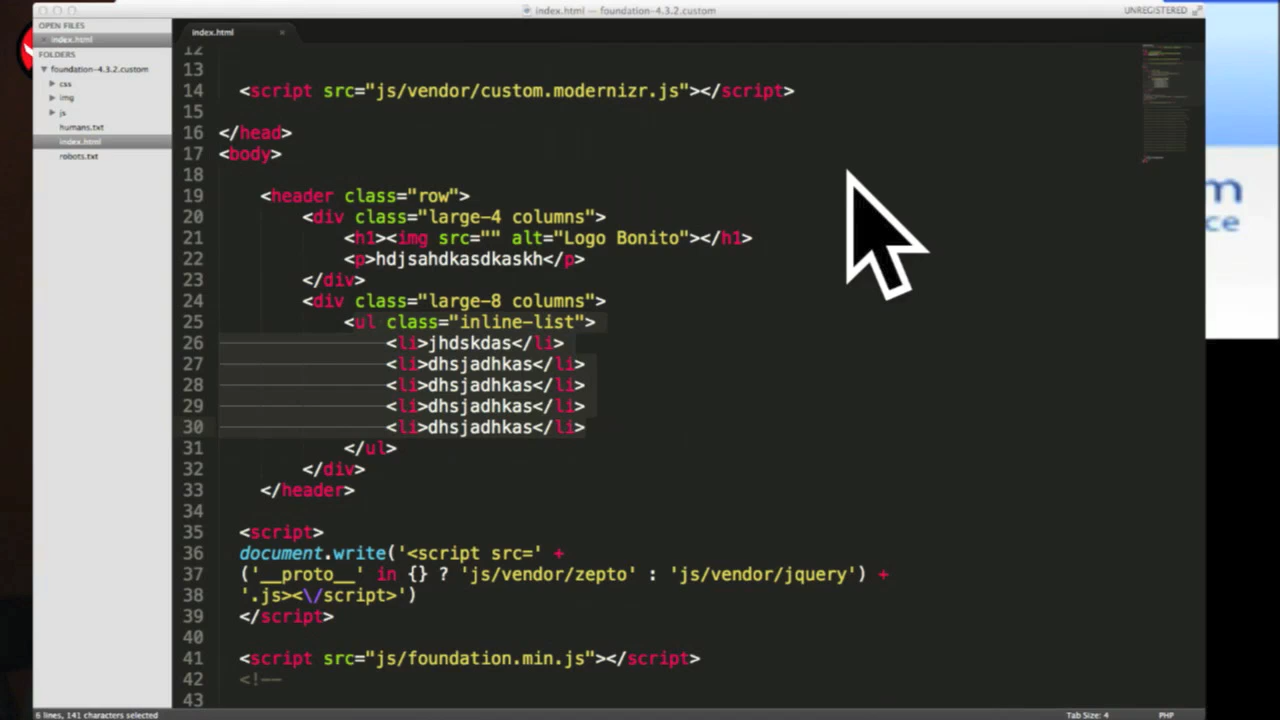 index.html — foundation-4.3.2.custom
UNREGISTERED
OPEN FILES
index.html
FOLDERS
foundation-4.3.2.custom
css
img
js
humans.txt
index.html
robots.txt
index.html
12
13
14 <script src="js/vendor/custom.modernizr.js"></script>
15
16 </head>
17 <body>
18
19 <header class="row">
20 <div class="large-4 columns">
21 <h1><img src="" alt="Logo Bonito"></h1>
22 <p>hdjsahdkasdkaskh</p>
23 </div>
24 <div class="large-8 columns">
25 <ul class="inline-list">
26 <li>jhdskdas</li>
27 <li>dhsjadhkas</li>
28 <li>dhsjadhkas</li>
29 <li>dhsjadhkas</li>
30 <li>dhsjadhkas</li>
31 </ul>
32 </div>
33 </header>
34
35 <script>
36 document.write('<script src=' +
37 ('__proto__' in {} ? 'js/vendor/zepto' : 'js/vendor/jquery') +
38 '.js><\/script>')
39 </script>
40
41 <script src="js/foundation.min.js"></script>
42 <!--
43
6 lines, 141 characters selected
Tab Size: 4
PHP